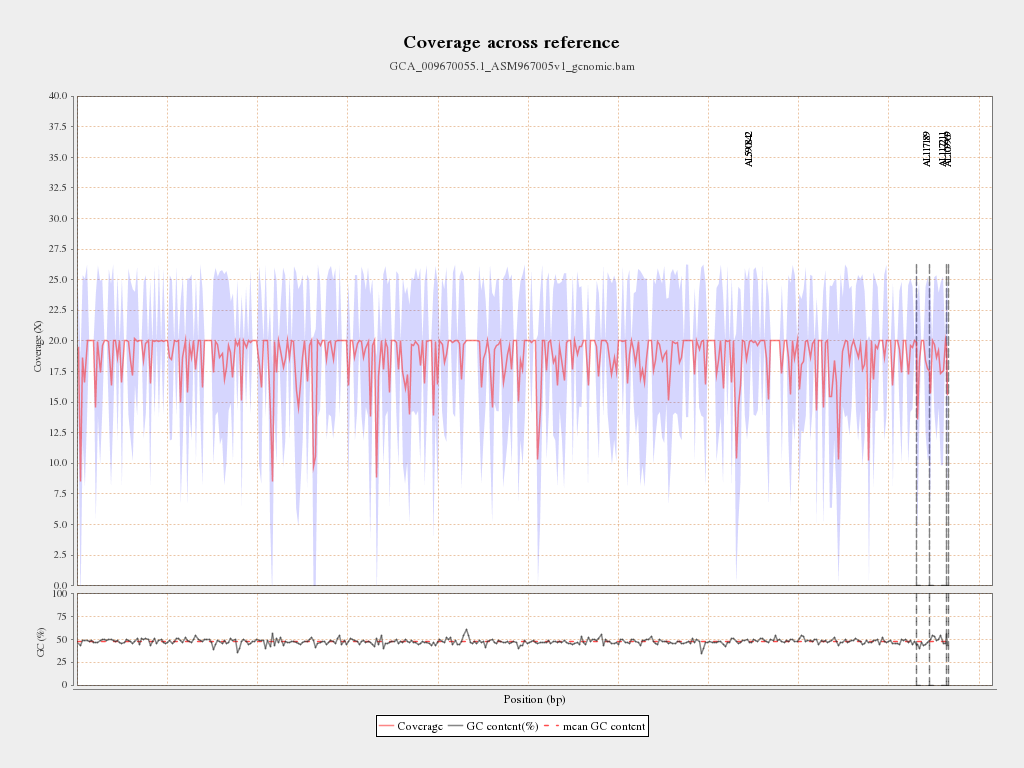 Coverage across reference
GCA_009670055.1_ASM967005v1_genomic.bam
40.0
37.5
35.0
32.5
30.0
27.5
25.0
22.5
20.0
17.5
15.0
12.5
10.0
7.5
5.0
2.5
0.0
Coverage (X)
AL590842
AL117189
AL117211
AL109969
100
75
50
25
0
GC (%)
Position (bp)
Coverage GC content(%) mean GC content